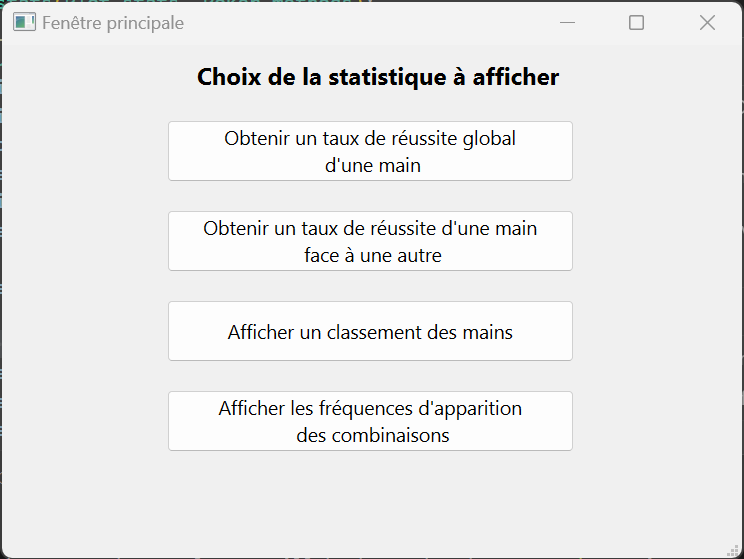 Fenêtre principale
Choix de la statistique à afficher
Obtenir un taux de réussite global
d'une main
Obtenir un taux de réussite d'une main
face à une autre
Afficher un classement des mains
Afficher les fréquences d'apparition
des combinaisons